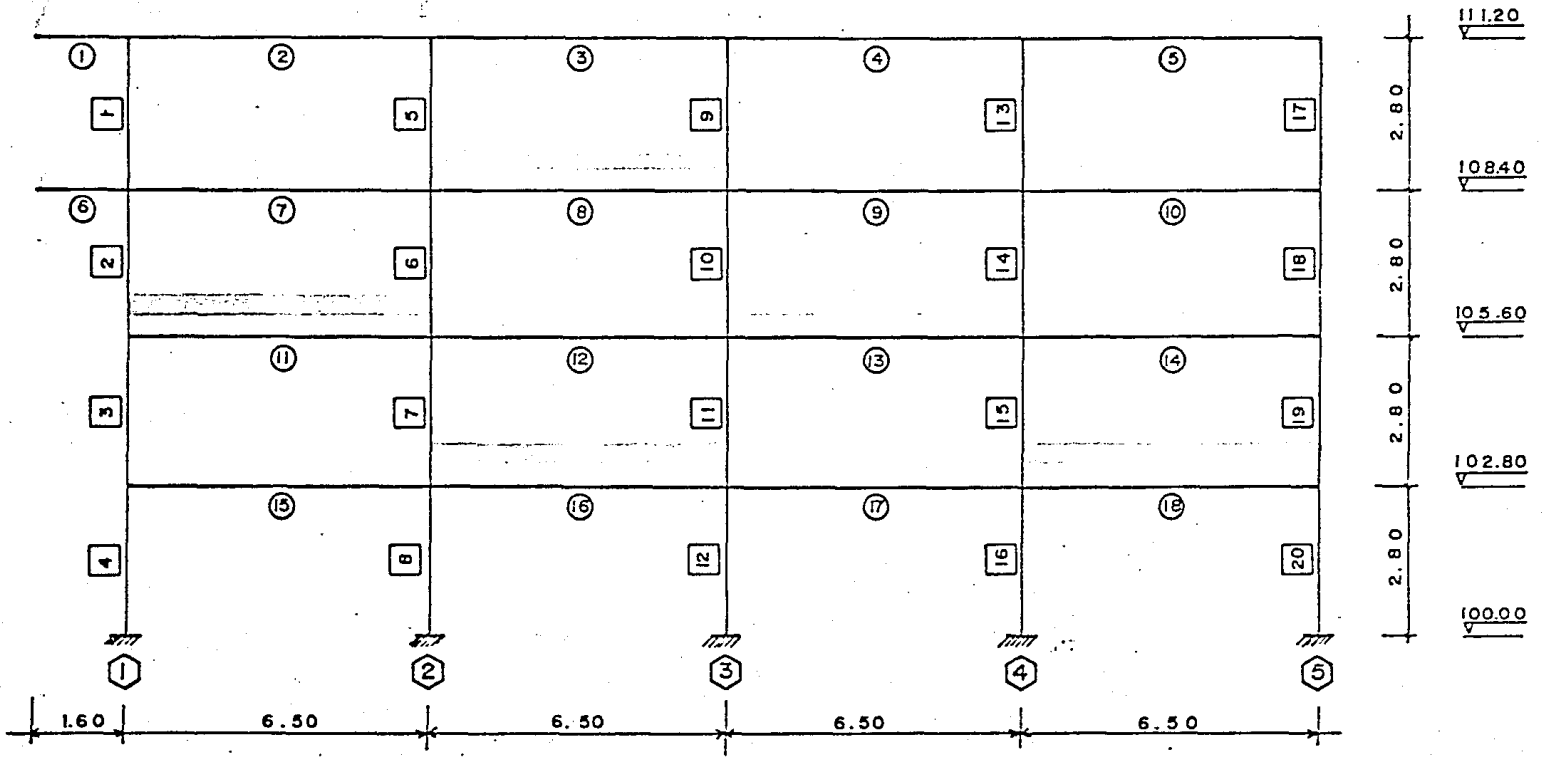 111.20
① ② ③ ④ ⑤
1 5 9 13 17
2.80
108.40
⑥ ⑦ ⑧ ⑨ ⑩
2 6 10 14 18
2.80
105.60
⑪ ⑫ ⑬ ⑭
3 7 11 15 19
2.80
102.80
⑮ ⑯ ⑰ ⑱
4 8 12 16 20
2.80
100.00
1 2 3 4 5
1.60 6.50 6.50 6.50 6.50